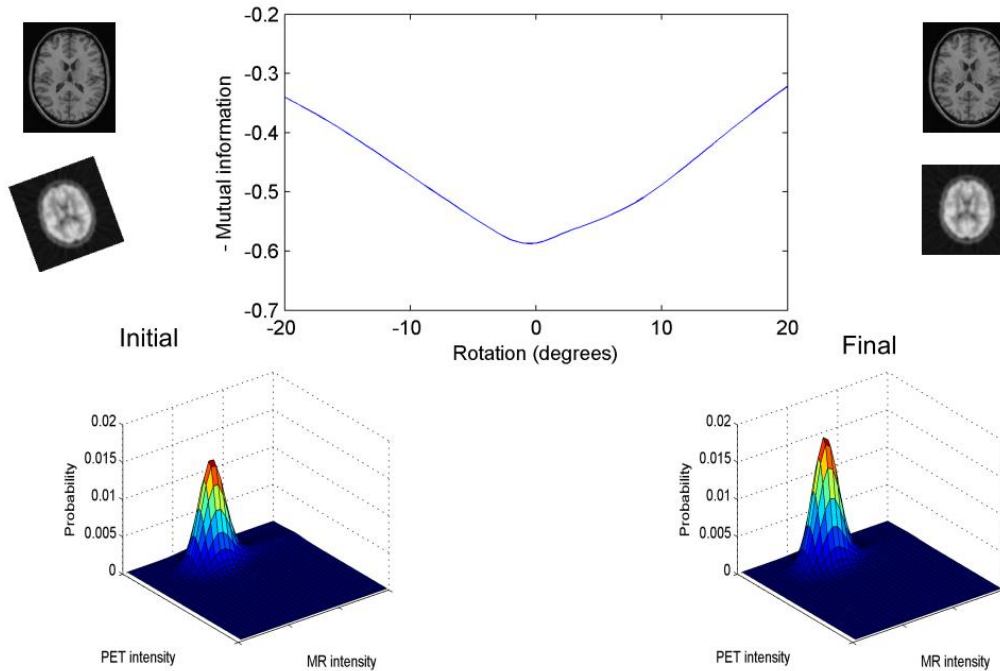 -0.2
-0.3
-0.4
-0.5
-0.6
-0.7
- Mutual information
-20
-10
0
10
20
Rotation (degrees)
Initial
Final
0.02
0.015
0.01
0.005
0
Probability
PET intensity
MR intensity
0.02
0.015
0.01
0.005
0
Probability
PET intensity
MR intensity